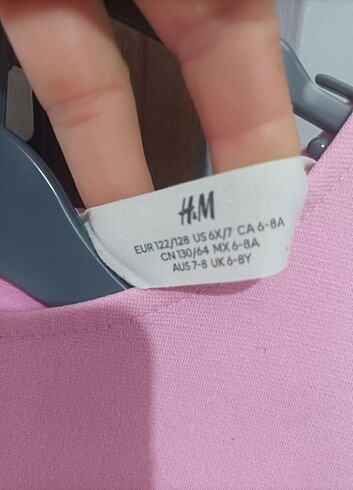 H&M
EUR 122/128 US 6X/7 CA 6-8A
CN 130/64 MX 6-8A
AUS 7-8 UK 6-8Y